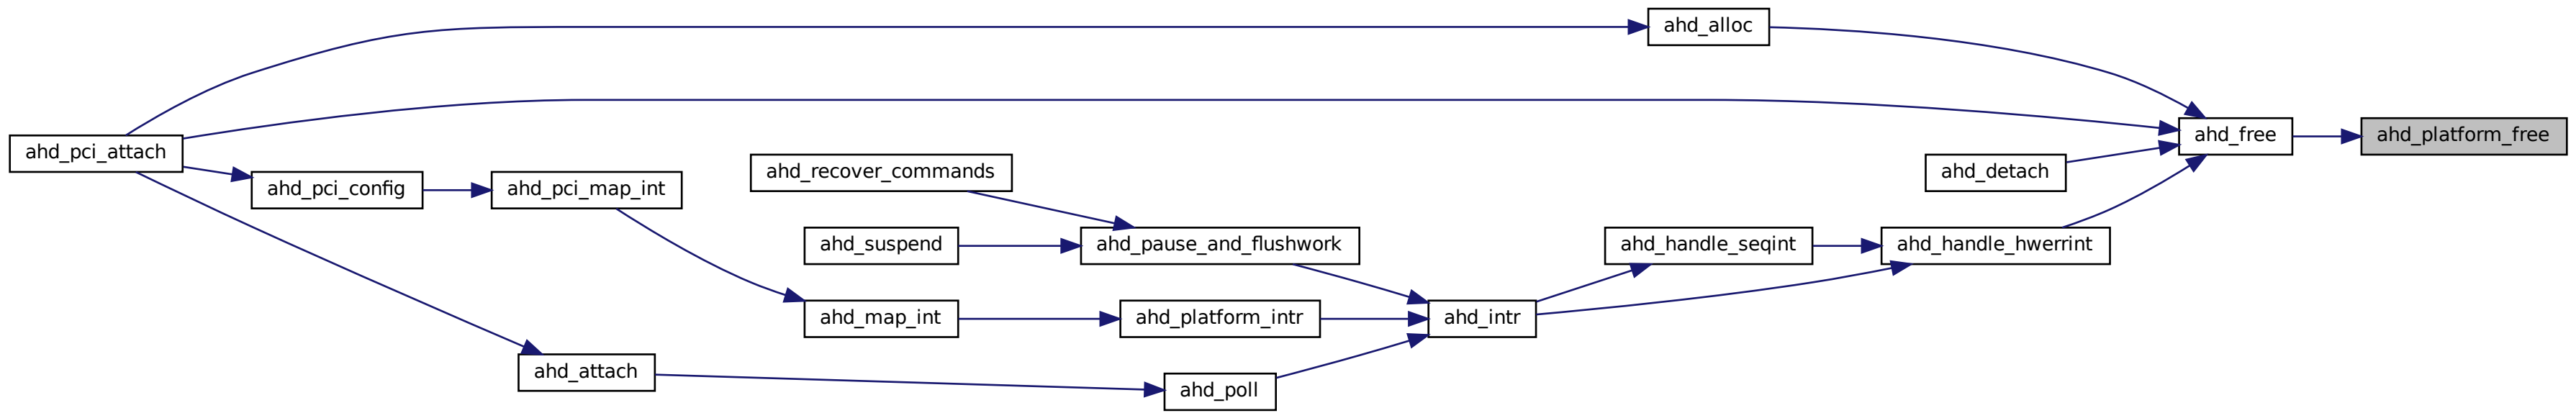 ahd_alloc
ahd_pci_attach
ahd_free
ahd_platform_free
ahd_recover_commands
ahd_detach
ahd_pci_config
ahd_pci_map_int
ahd_suspend
ahd_pause_and_flushwork
ahd_handle_seqint
ahd_handle_hwerrint
ahd_map_int
ahd_platform_intr
ahd_intr
ahd_attach
ahd_poll